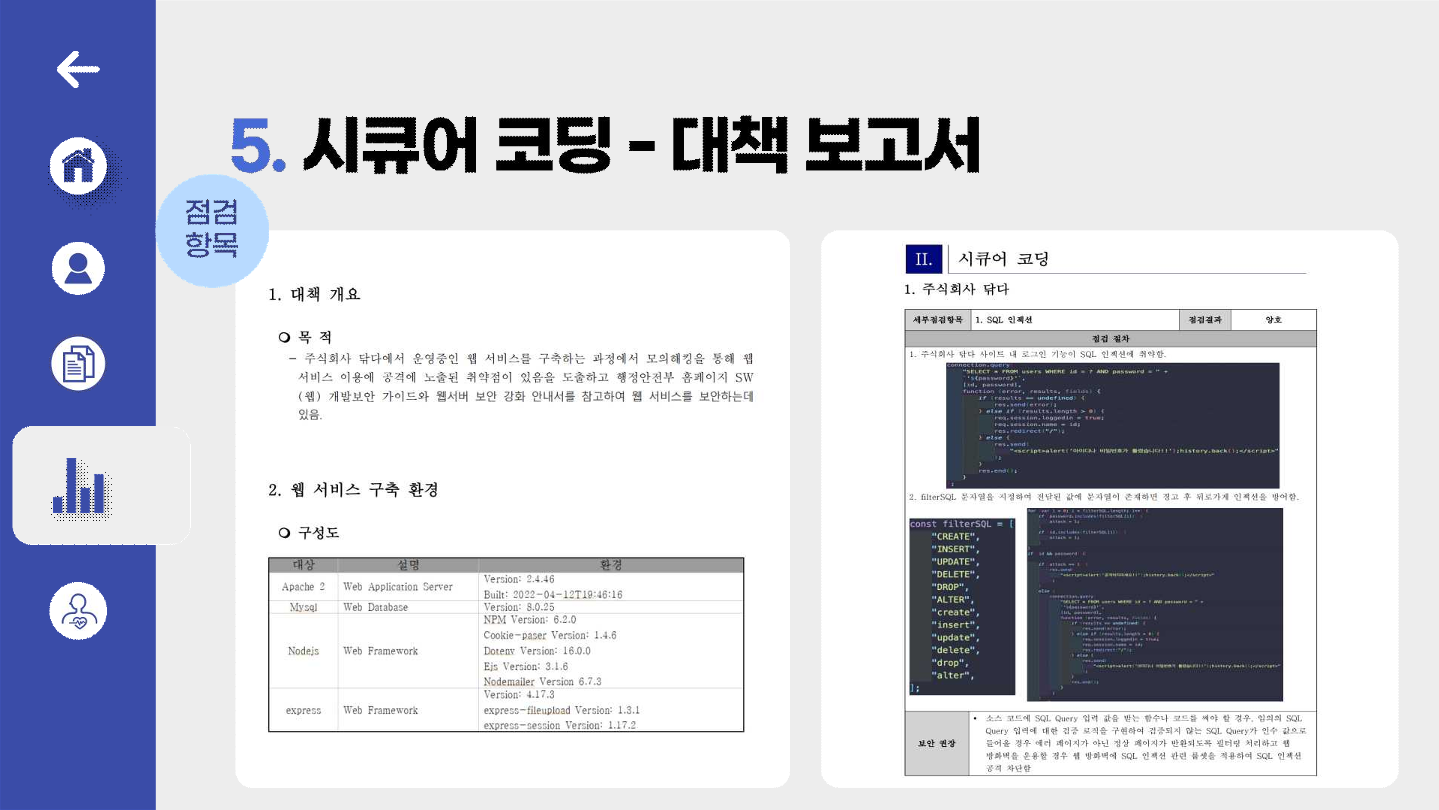 5. 시큐어 코딩 - 대책 보고서
점검
항목
1. 대책 개요
목 적
- 주식회사 닦다에서 운영중인 웹 서비스를 구축하는 과정에서 모의해킹을 통해 웹
서비스 이용에 공격에 노출된 취약점이 있음을 도출하고 행정안전부 홈페이지 SW
(웹) 개발보안 가이드와 웹서버 보안 강화 안내서를 참고하여 웹 서비스를 보안하는데
있음.
2. 웹 서비스 구축 환경
구성도
대상 설명 환경
Apache 2 Web Application Server Version: 2.4.46
Built: 2022-04-12T19:46:16
Mysql Web Database Version: 8.0.25
Nodejs Web Framework NPM Version: 6.2.0
Cookie-paser Version: 1.4.6
Dotenv Version: 16.0.0
Ejs Version: 3.1.6
Nodemailer Version 6.7.3
express Web Framework Version: 4.17.3
express-fileupload Version: 1.3.1
express-session Version: 1.17.2
II. 시큐어 코딩
1. 주식회사 닦다
세부점검항목 1. SQL 인젝션 점검결과 양호
점검 절차
1. 주식회사 닦다 사이드 내 로그인 기능이 SQL 인젝션에 취약함.
connection.query(
"SELECT * FROM users WHERE id = ? AND password = " +
"'${password}'",
[id, password],
function (error, results, fields) {
if (results == undefined) {
res.send(error);
} else if (results.length > 0) {
req.session.loggedin = true;
req.session.name = id;
res.redirect("/");
} else {
res.send(
"<script>alert('아이디나 비밀번호가 틀렸습니다!!');history.back();</script>"
);
}
res.end();
}
2. filterSQL 문자열을 지정하여 전달된 값에 문자열이 존재하면 경고 후 뒤로가게 인젝션을 방어함.
const filterSQL = [
"CREATE",
"INSERT",
"UPDATE",
"DELETE",
"DROP",
"ALTER",
"create",
"insert",
"update",
"delete",
"drop",
"alter",
];
보안 권장
• 소스 코드에 SQL Query 입력 값을 받는 함수나 코드를 써야 할 경우, 임의의 SQL
Query 입력에 대한 검증 로직을 구현하여 검증되지 않는 SQL Query가 인수 값으로
들어올 경우 에러 페이지가 아닌 정상 페이지가 반환되도록 필터링 처리하고 웹
방화벽을 운용할 경우 웹 방화벽에 SQL 인젝션 관련 룰셋을 적용하여 SQL 인젝션
공격 차단함